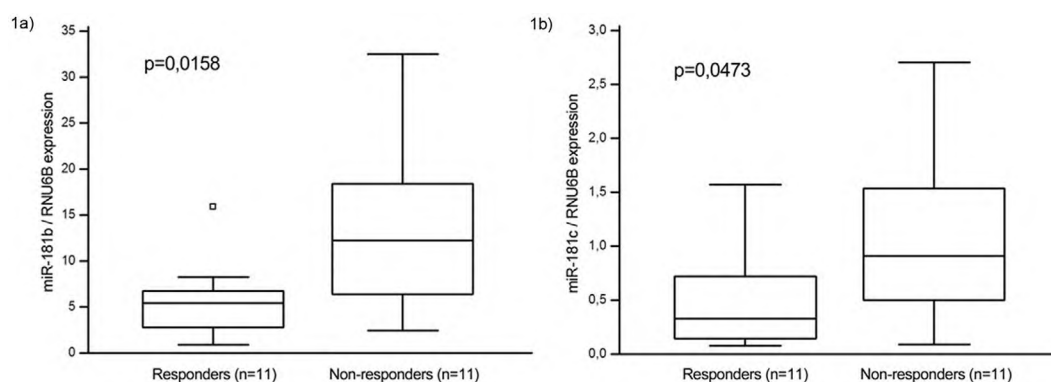 1a)
miR-181b / RNU6B expression
35
30
25
20
15
10
5
0
p=0,0158
Responders (n=11)
Non-responders (n=11)
1b)
miR-181c / RNU6B expression
3,0
2,5
2,0
1,5
1,0
0,5
0,0
p=0,0473
Responders (n=11)
Non-responders (n=11)